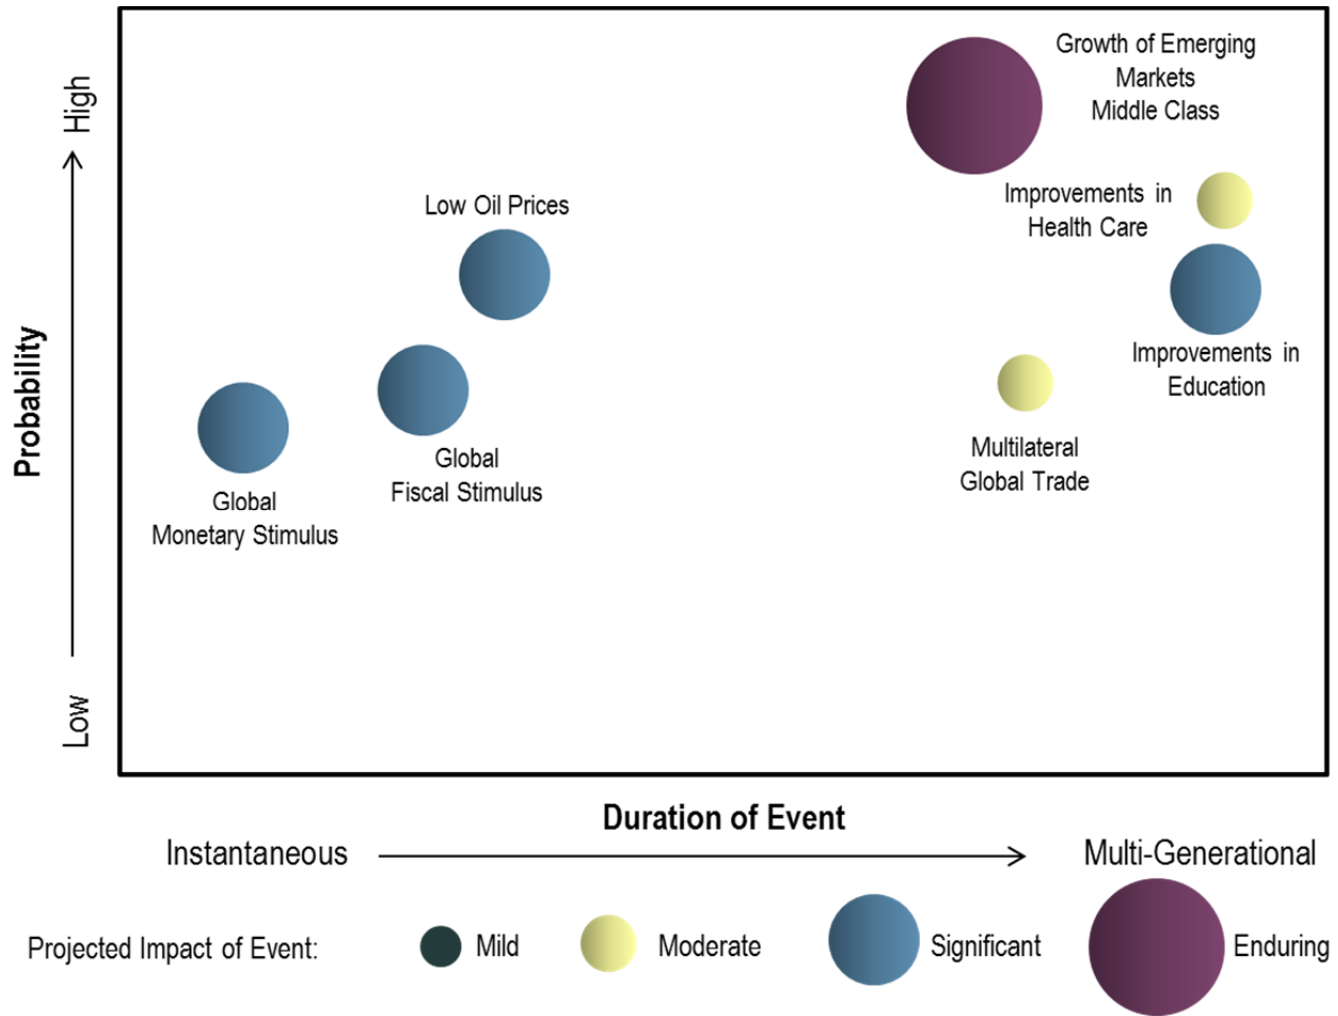 Growth of Emerging
Markets
Middle Class
High
Improvements in
Health Care
Low Oil Prices
Probability
Improvements in
Education
Multilateral
Global Trade
Global
Fiscal Stimulus
Global
Monetary Stimulus
Low
Duration of Event
Instantaneous
Multi-Generational
Projected Impact of Event:
Mild
Moderate
Significant
Enduring